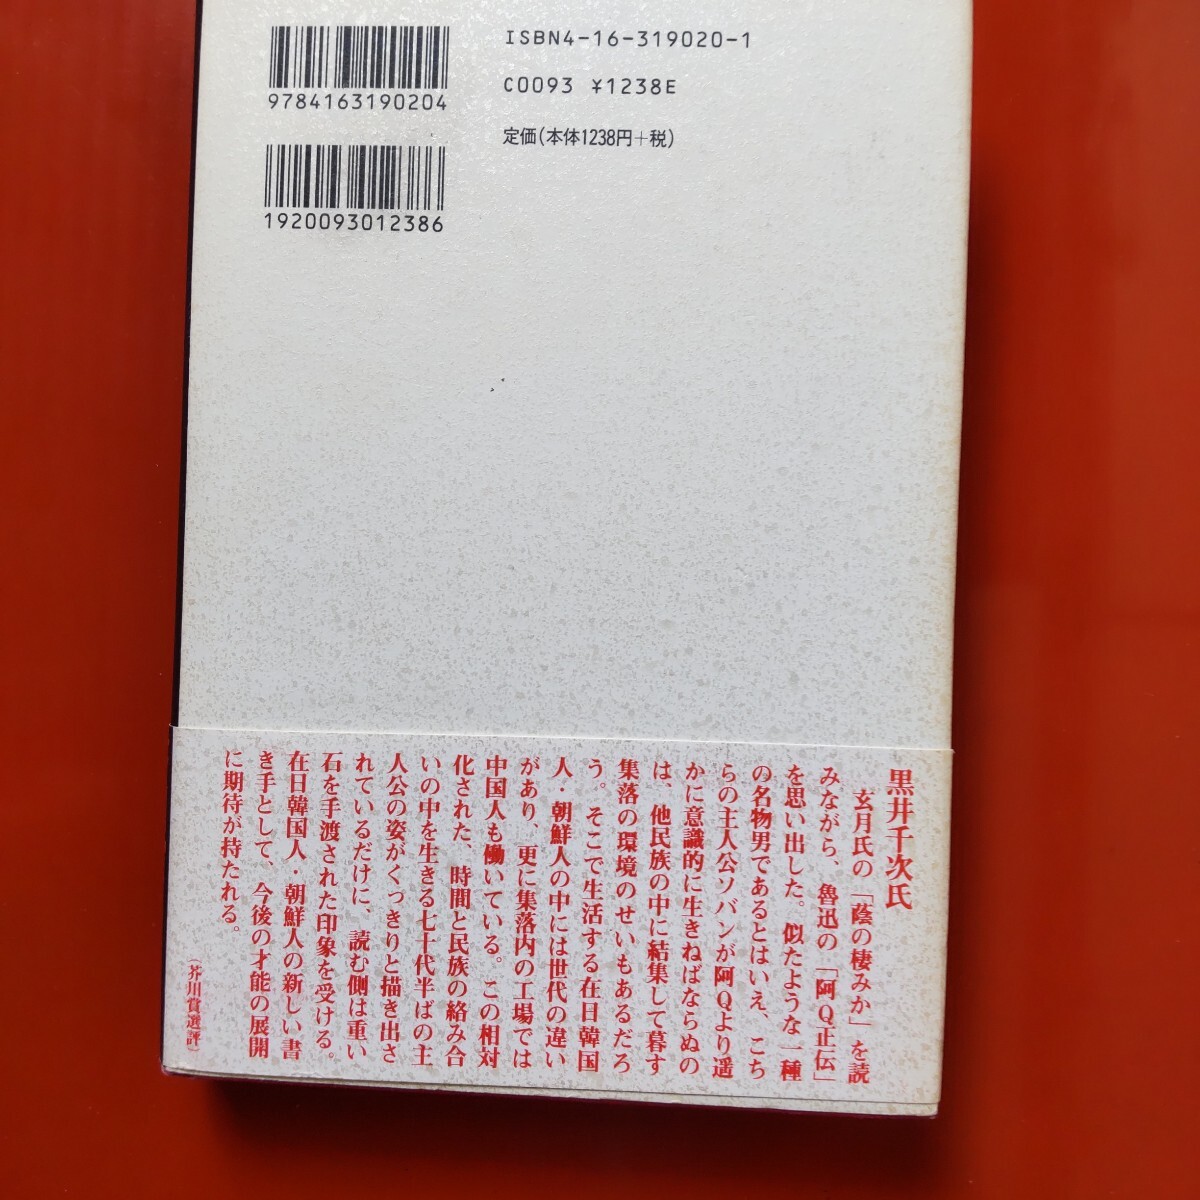 ISBN4-16-319020-1
C0093 ¥1238E
定価(本体1238円+税)
9784163190204
1920093012386
黒井千次氏
玄月氏の「蔭の棲みか」を読
みながら、魯迅の「阿Q正伝」
を思い出した。似たような一種
の名物男であるとはいえ、こち
らの主人公ソバンが阿Qより遥
かに意識的に生きねばならぬの
は、他民族の中に結集して暮す
集落の環境のせいもあるだろ
う。そこで生活する在日韓国
人・朝鮮人の中には世代の違い
があり、更に集落内の工場では
中国人も働いている。この相対
化された、時間と民族の絡み合
いの中を生きる七十代半ばの主
人公の姿がくっきりと描き出さ
れているだけに、読む側は重い
石を手渡された印象を受ける。
在日韓国人・朝鮮人の新しい書
き手として、今後の才能の展開
に期待が持たれる。
(芥川賞選評)